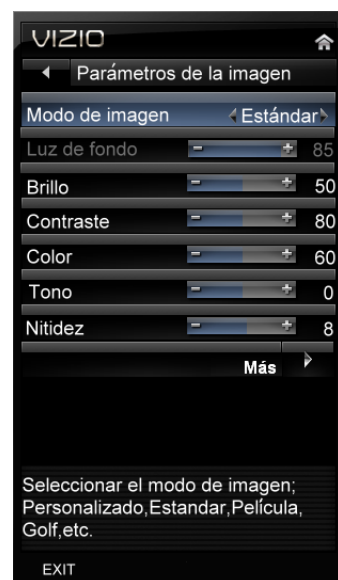 VIZIO
Parámetros de la imagen
Modo de imagen Estándar
Luz de fondo 85
Brillo 50
Contraste 80
Color 60
Tono 0
Nitidez 8
Más
Seleccionar el modo de imagen;
Personalizado,Estandar,Película,
Golf,etc.
EXIT